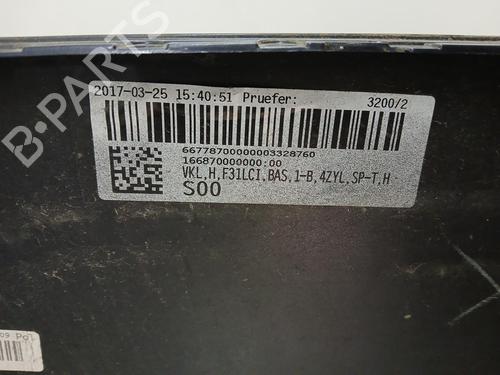 2017-03-25 15:40:51 Pruefer: 3200/2
66778700000003328760
166870000000:00
VKL,H,F31LCI,BAS,1-B,4ZYL,SP-T,H
S00
B-PARTS